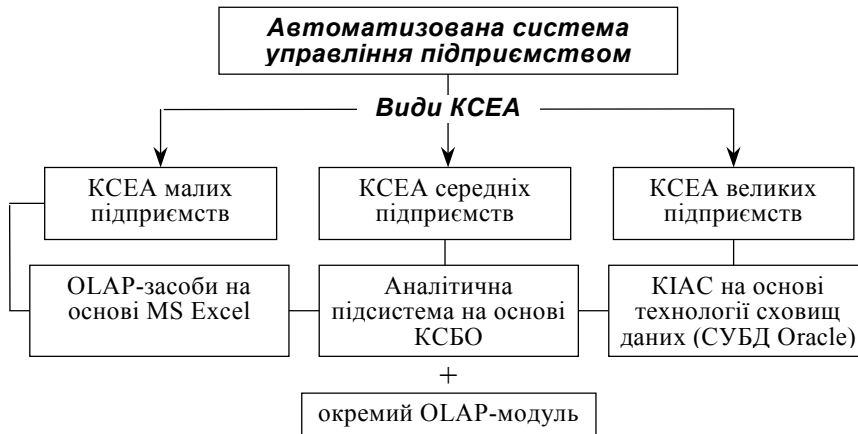 Автоматизована система
управління підприємством
Види КСЕА
КСЕА малих
підприємств
КСЕА середніх
підприємств
КСЕА великих
підприємств
OLAP-засоби на
основі MS Excel
Аналітична
підсистема на основі
КСБО
КІАС на основі
технології сховищ
даних (СУБД Oracle)
+
окремий OLAP-модуль